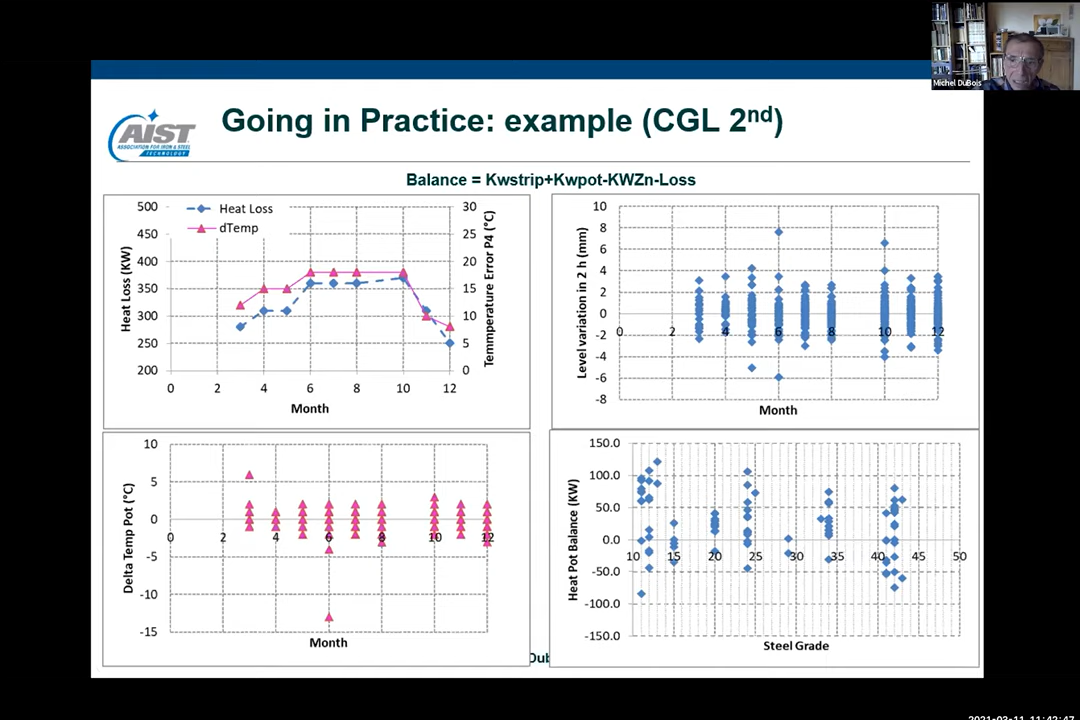 Michel DuBois
AIST
ASSOCIATION FOR IRON & STEEL
TECHNOLOGY
Going in Practice: example (CGL 2nd)
Balance = Kwstrip+Kwpot-KWZn-Loss
Heat Loss
dTemp
500
450
400
350
300
250
200
30
25
20
15
10
5
0
0 2 4 6 8 10 12
Heat Loss (KW)
Temmperature Error P4 (°C)
Month
10
8
6
4
2
0
-2
-4
-6
-8
0 2 4 6 8 10 12
Level variation in 2 h (mm)
Month
10
5
0
-5
-10
-15
0 2 4 6 8 10 12
Delta Temp Pot (°C)
Month
150.0
100.0
50.0
0.0
-50.0
-100.0
-150.0
10 15 20 25 30 35 40 45 50
Heat Pot Balance (KW)
Steel Grade
Dub